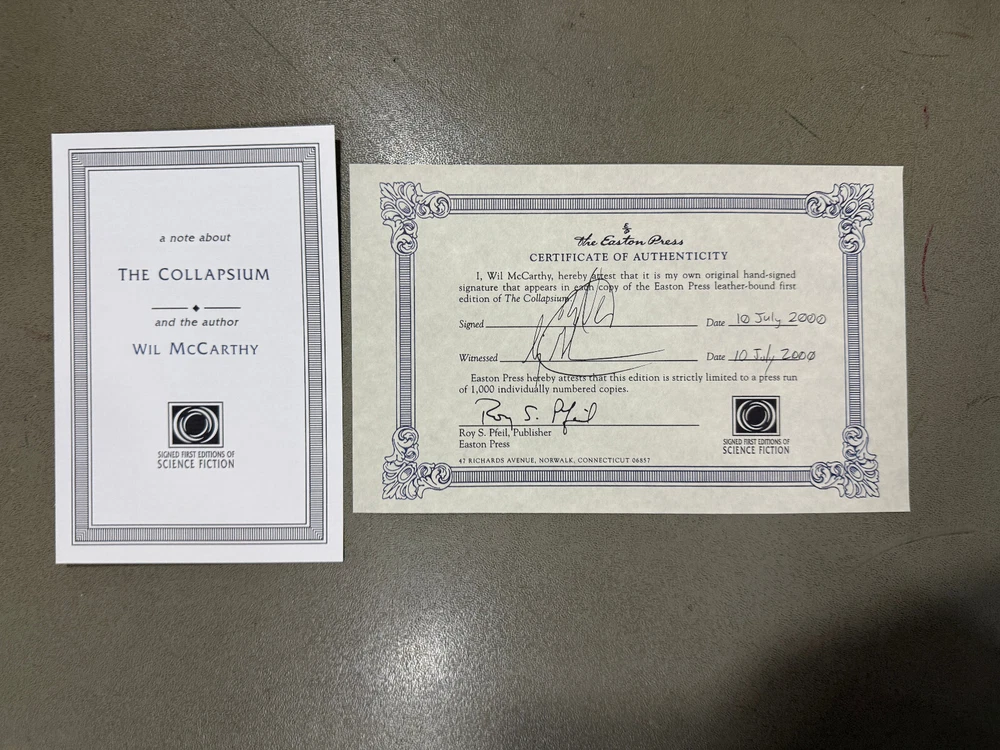 a note about
THE COLLAPSIUM
and the author
WIL MCCARTHY
SIGNED FIRST EDITIONS OF
SCIENCE FICTION
The Easton Press
CERTIFICATE OF AUTHENTICITY
I, Wil McCarthy, hereby attest that it is my own original hand-signed
signature that appears in each copy of the Easton Press leather-bound first
edition of The Collapsium.
Signed Date 10 July 2000
Witnessed Date 10 July 2000
Easton Press hereby attests that this edition is strictly limited to a press run
of 1,000 individually numbered copies.
Roy S. Pfeil
Roy S. Pfeil, Publisher
Easton Press
47 RICHARDS AVENUE, NORWALK, CONNECTICUT 06857
SIGNED FIRST EDITIONS OF
SCIENCE FICTION